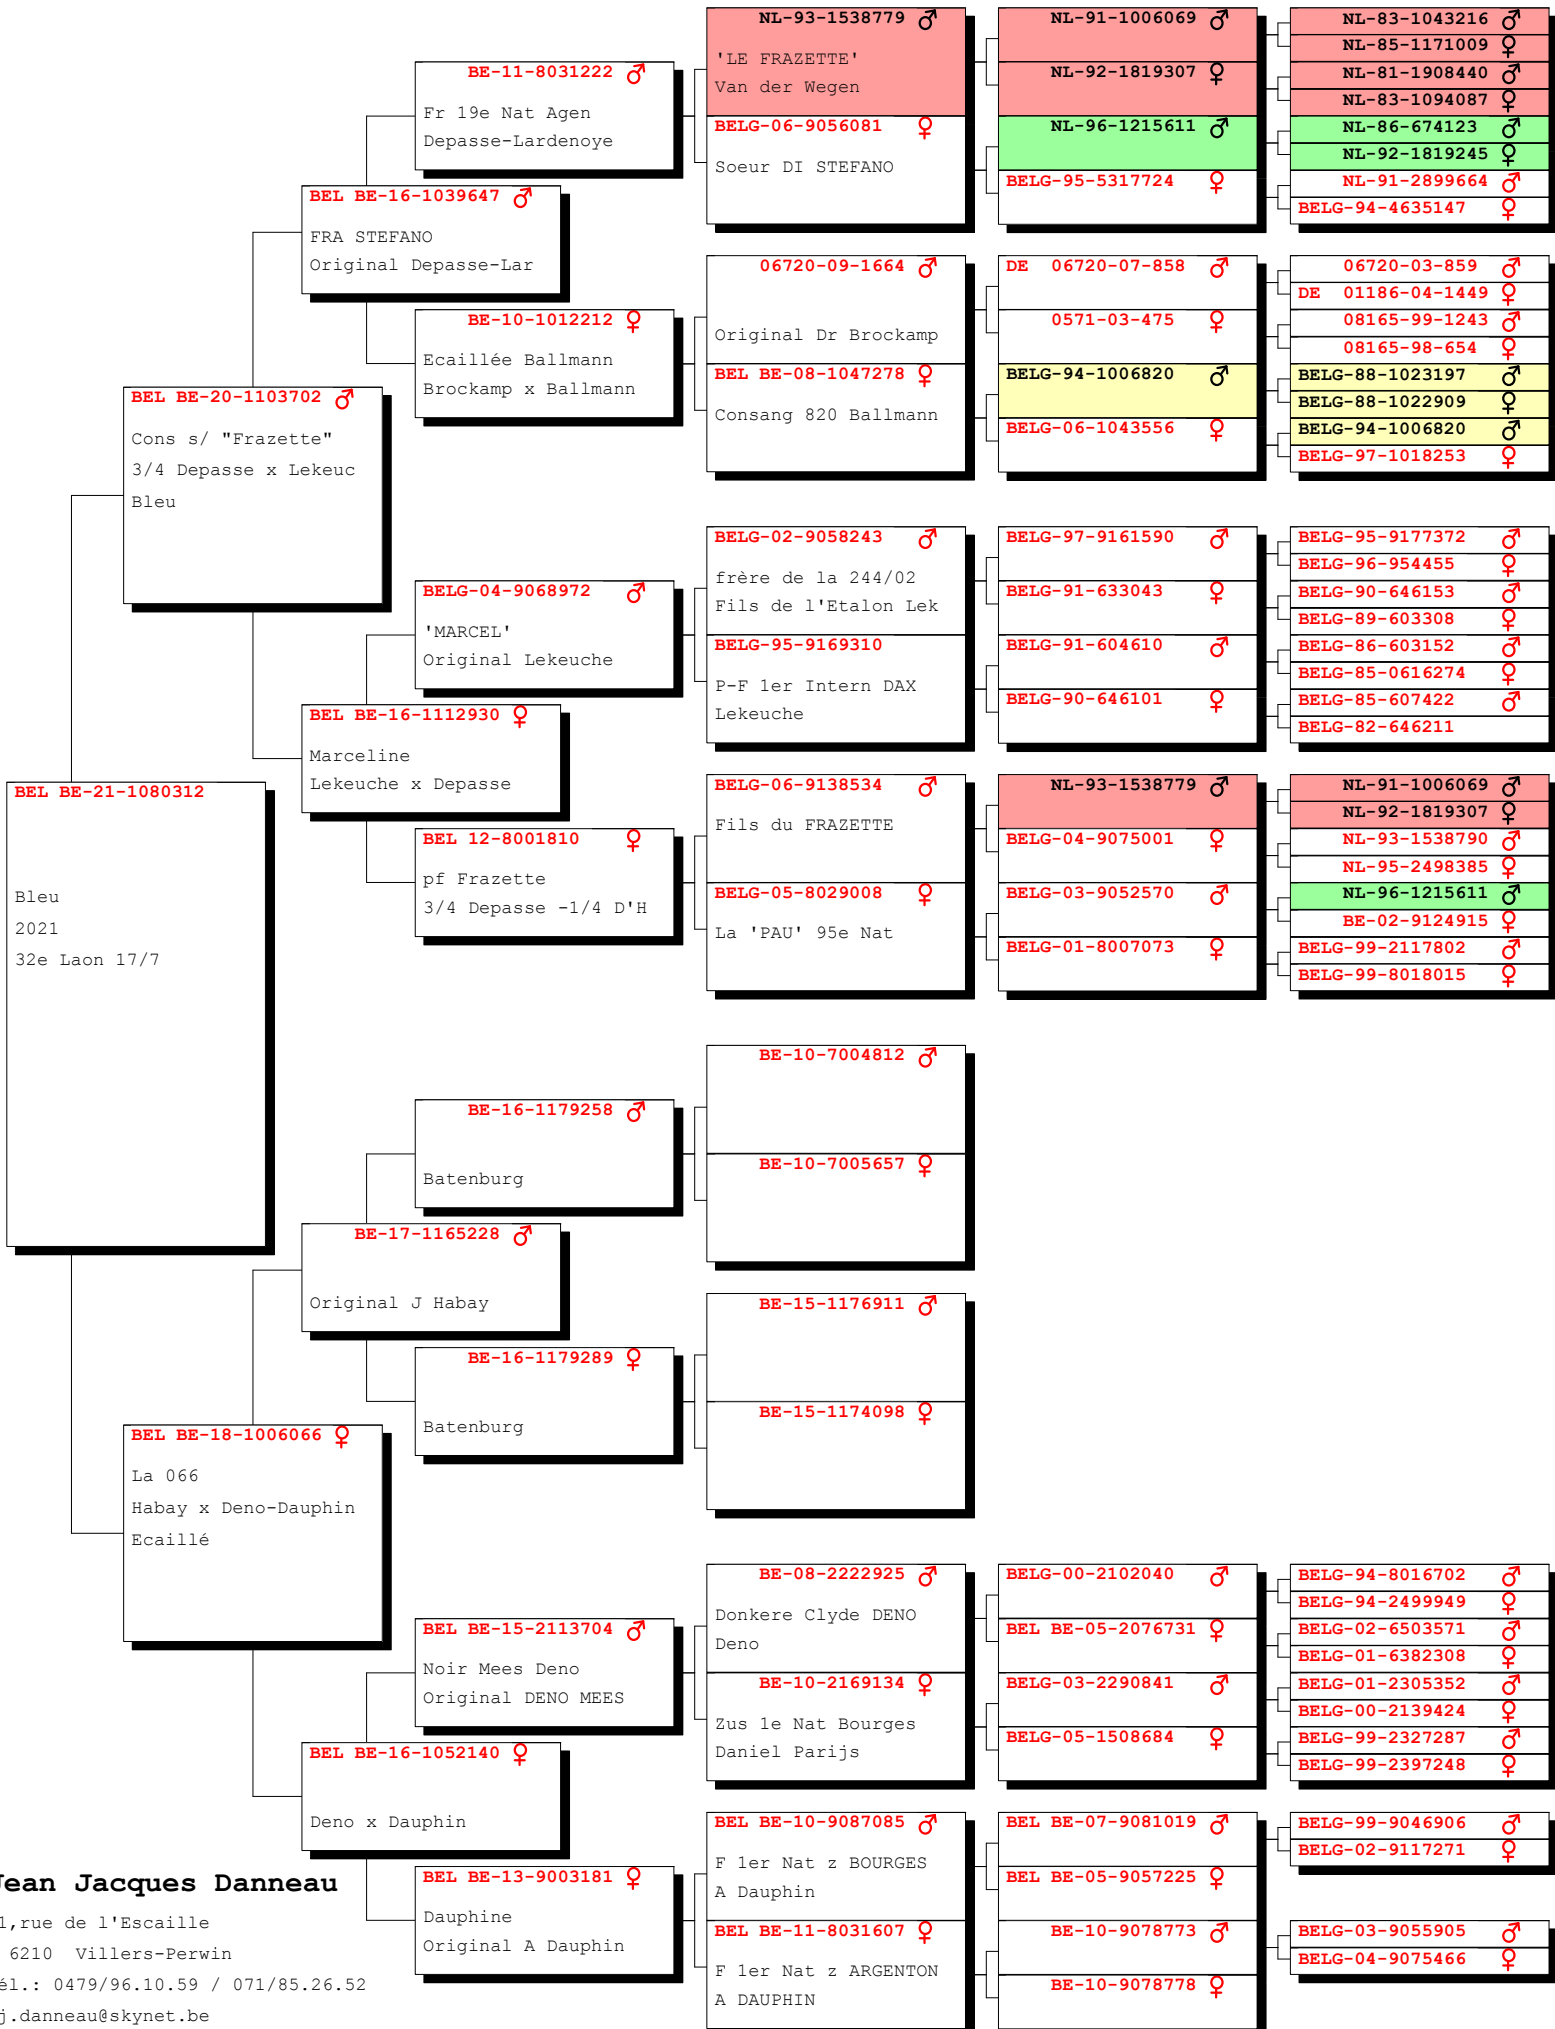 BEL BE-21-1080312
Bleu
2021
32e Laon 17/7
BEL BE-20-1103702 ♂
Cons s/ "Frazette"
3/4 Depasse x Lekeuc
Bleu
BEL BE-18-1006066 ♀
La 066
Habay x Deno-Dauphin
Ecaillé
BEL BE-16-1039647 ♂
FRA STEFANO
Original Depasse-Lar
BEL BE-16-1112930 ♀
Marceline
Lekeuche x Depasse
BE-17-1165228 ♂
Original J Habay
BEL BE-16-1052140 ♀
Deno x Dauphin
BE-11-8031222 ♂
Fr 19e Nat Agen
Depasse-Lardenoye
BE-10-1012212 ♀
Ecaillée Ballmann
Brockamp x Ballmann
BELG-04-9068972 ♂
'MARCEL'
Original Lekeuche
BEL 12-8001810 ♀
pf Frazette
3/4 Depasse -1/4 D'H
BE-16-1179258 ♂
Batenburg
BE-16-1179289 ♀
Batenburg
BEL BE-15-2113704 ♂
Noir Mees Deno
Original DENO MEES
BEL BE-13-9003181 ♀
Dauphine
Original A Dauphin
NL-93-1538779 ♂
'LE FRAZETTE'
Van der Wegen
BELG-06-9056081 ♀
Soeur DI STEFANO
06720-09-1664 ♂
Original Dr Brockamp
BEL BE-08-1047278 ♀
Consang 820 Ballmann
BELG-02-9058243 ♂
frère de la 244/02
Fils de l'Etalon Lek
BELG-95-9169310
P-F 1er Intern DAX
Lekeuche
BELG-06-9138534 ♂
Fils du FRAZETTE
BELG-05-8029008 ♀
La 'PAU' 95e Nat
BE-10-7004812 ♂
BE-10-7005657 ♀
BE-15-1176911 ♂
BE-15-1174098 ♀
BE-08-2222925 ♂
Donkere Clyde DENO
Deno
BE-10-2169134 ♀
Zus 1e Nat Bourges
Daniel Parijs
BEL BE-10-9087085 ♂
F 1er Nat z BOURGES
A Dauphin
BEL BE-11-8031607 ♀
F 1er Nat z ARGENTON
A DAUPHIN
NL-91-1006069 ♂
NL-92-1819307 ♀
NL-96-1215611 ♂
BELG-95-5317724 ♀
DE 06720-07-858 ♂
0571-03-475 ♀
BELG-94-1006820 ♂
BELG-06-1043556 ♀
BELG-97-9161590 ♂
BELG-91-633043 ♀
BELG-91-604610 ♂
BELG-90-646101 ♀
NL-93-1538779 ♂
BELG-04-9075001 ♀
BELG-03-9052570 ♂
BELG-01-8007073 ♀
BELG-00-2102040 ♂
BEL BE-05-2076731 ♀
BELG-03-2290841 ♂
BELG-05-1508684 ♀
BEL BE-07-9081019 ♂
BEL BE-05-9057225 ♀
BE-10-9078773 ♂
BE-10-9078778 ♀
NL-83-1043216 ♂
NL-85-1171009 ♀
NL-81-1908440 ♂
NL-83-1094087 ♀
NL-86-674123 ♂
NL-92-1819245 ♀
NL-91-2899664 ♂
BELG-94-4635147 ♀
06720-03-859 ♂
DE 01186-04-1449 ♀
08165-99-1243 ♂
08165-98-654 ♀
BELG-88-1023197 ♂
BELG-88-1022909 ♀
BELG-94-1006820 ♂
BELG-97-1018253 ♀
BELG-95-9177372 ♂
BELG-96-954455 ♀
BELG-90-646153 ♂
BELG-89-603308 ♀
BELG-86-603152 ♂
BELG-85-0616274 ♀
BELG-85-607422 ♂
BELG-82-646211
NL-91-1006069 ♂
NL-92-1819307 ♀
NL-93-1538790 ♂
NL-95-2498385 ♀
NL-96-1215611 ♂
BE-02-9124915 ♀
BELG-99-2117802 ♂
BELG-99-8018015 ♀
BELG-94-8016702 ♂
BELG-94-2499949 ♀
BELG-02-6503571 ♂
BELG-01-6382308 ♀
BELG-01-2305352 ♂
BELG-00-2139424 ♀
BELG-99-2327287 ♂
BELG-99-2397248 ♀
BELG-99-9046906 ♂
BELG-02-9117271 ♀
BELG-03-9055905 ♂
BELG-04-9075466 ♀
Jean Jacques Danneau
1,rue de l'Escaille
6210 Villers-Perwin
él.: 0479/96.10.59 / 071/85.26.52
j.danneau@skynet.be